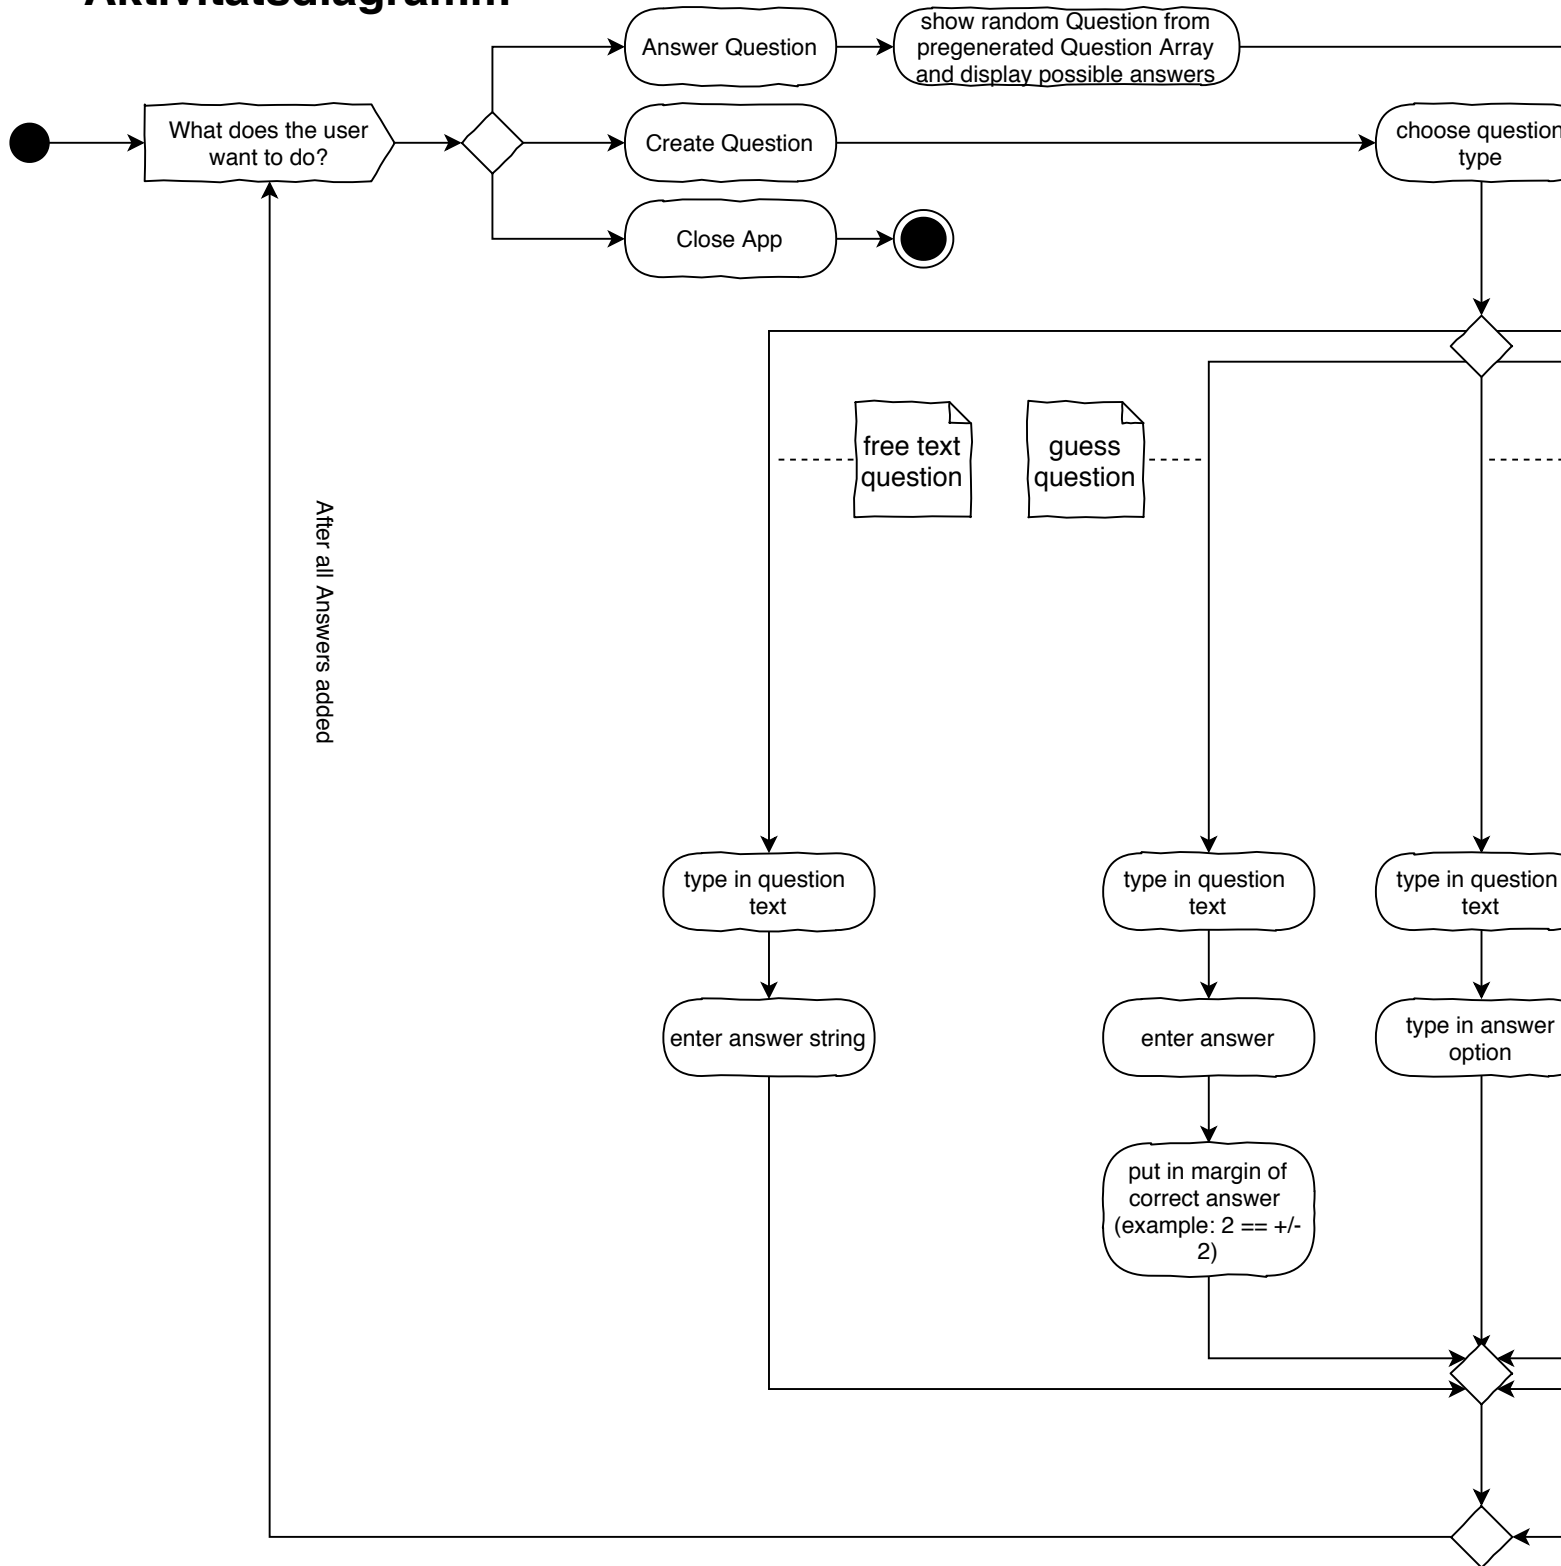 show random Question from
pregenerated Question Array
and display possible answers
Answer Question
What does the user
want to do?
Create Question
choose question
type
Close App
free text
question
guess
question
After all Answers added
type in question
text
type in question
text
type in question
text
enter answer string
enter answer
type in answer
option
put in margin of
correct answer
(example: 2 == +/-
2)